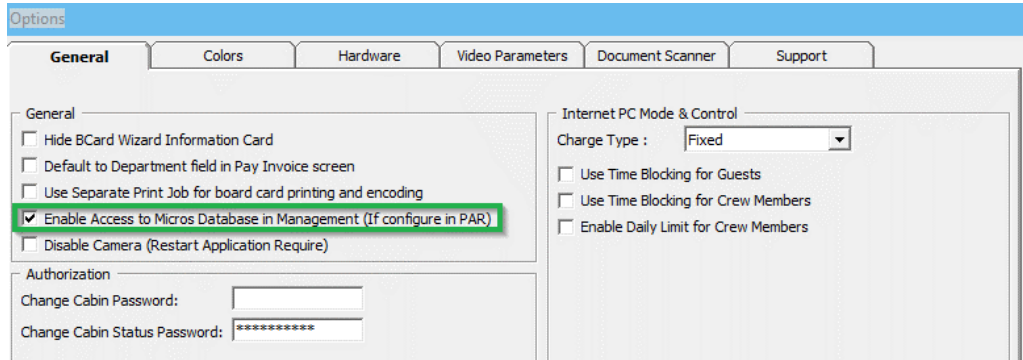 Options
General Colors Hardware Video Parameters Document Scanner Support
General
Hide BCard Wizard Information Card
Default to Department field in Pay Invoice screen
Use Separate Print Job for board card printing and encoding
Enable Access to Micros Database in Management (If configure in PAR)
Disable Camera (Restart Application Require)
Authorization
Change Cabin Password:
Change Cabin Status Password: **********
Internet PC Mode & Control
Charge Type : Fixed
Use Time Blocking for Guests
Use Time Blocking for Crew Members
Enable Daily Limit for Crew Members